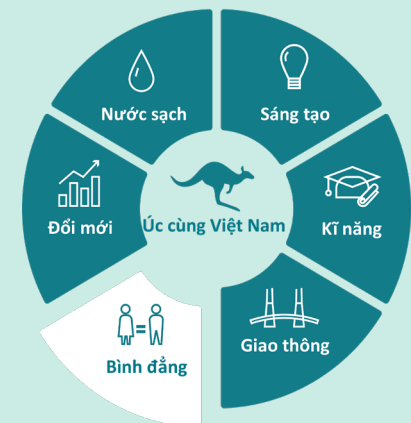 Nước sạch
Sáng tạo
Đổi mới
Úc cùng Việt Nam
Kĩ năng
Bình đẳng
Giao thông